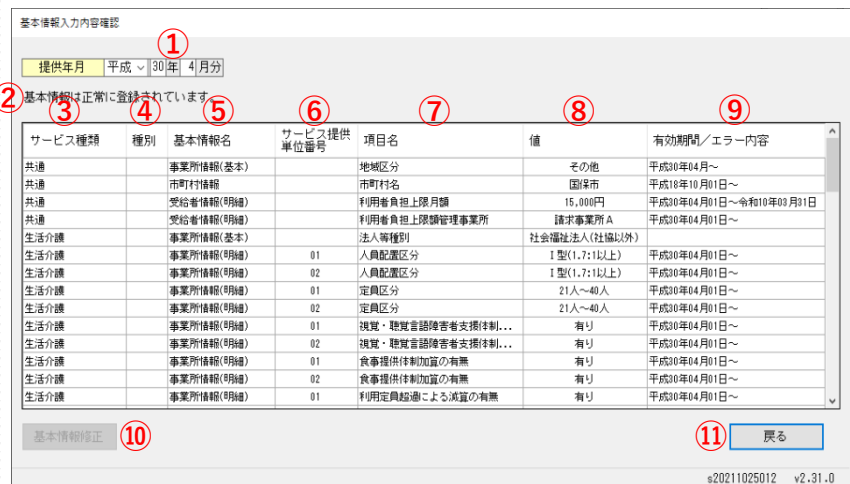 基本情報入力内容確認
①
提供年月 平成 30 年 4 月分
② 基本情報は正常に登録されています。
③ ④ ⑤ ⑥ ⑦ ⑧ ⑨
サービス種類 種別 基本情報名 サービス提供単位番号 項目名 値 有効期間/エラー内容
共通 事業所情報(基本) 地域区分 その他 平成30年04月~
共通 市町村情報 市町村名 国保市 平成18年10月01日~
共通 受給者情報(明細) 利用者負担上限月額 15,000円 平成30年04月01日~令和10年03月31日
共通 受給者情報(明細) 利用者負担上限額管理事業所 請求事業所A 平成30年04月01日~
生活介護 事業所情報(基本) 法人等種別 社会福祉法人(社協以外)
生活介護 事業所情報(明細) 01 人員配置区分 Ⅰ型(1.7:1以上) 平成30年04月01日~
生活介護 事業所情報(明細) 02 人員配置区分 Ⅰ型(1.7:1以上) 平成30年04月01日~
生活介護 事業所情報(明細) 01 定員区分 21人~40人 平成30年04月01日~
生活介護 事業所情報(明細) 02 定員区分 21人~40人 平成30年04月01日~
生活介護 事業所情報(明細) 01 視覚・聴覚言語障害者支援体制... 有り 平成30年04月01日~
生活介護 事業所情報(明細) 02 視覚・聴覚言語障害者支援体制... 有り 平成30年04月01日~
生活介護 事業所情報(明細) 01 食事提供体制加算の有無 有り 平成30年04月01日~
生活介護 事業所情報(明細) 02 食事提供体制加算の有無 有り 平成30年04月01日~
生活介護 事業所情報(明細) 01 利用定員超過による減算の有無 有り 平成30年04月01日~
基本情報修正 ⑩ ⑪ 戻る
s20211025012 v2.31.0